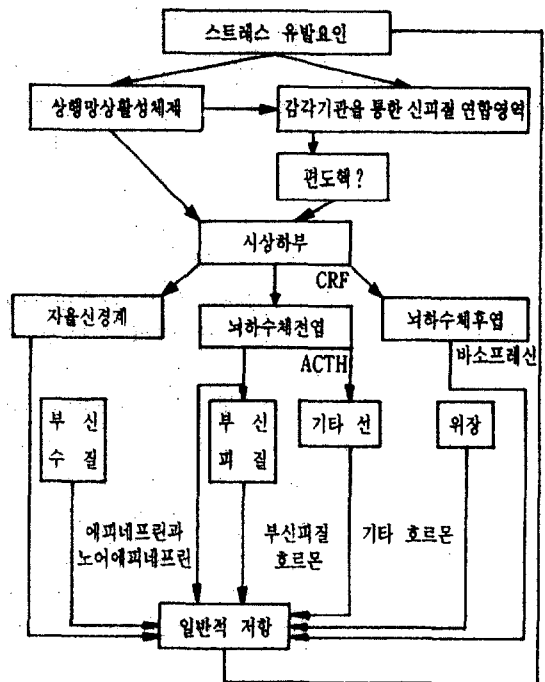 스트레스 유발요인
상행망상활성체제
감각기관을 통한 신피질 연합영역
편도핵?
시상하부
CRF
자율신경계
뇌하수체전엽
뇌하수체후엽
ACTH
바소프레신
부 신
수 질
부 신
피 질
기타 선
위장
에피네프린과
노어에피네프린
부신피질
호르몬
기타 호르몬
일반적 저항